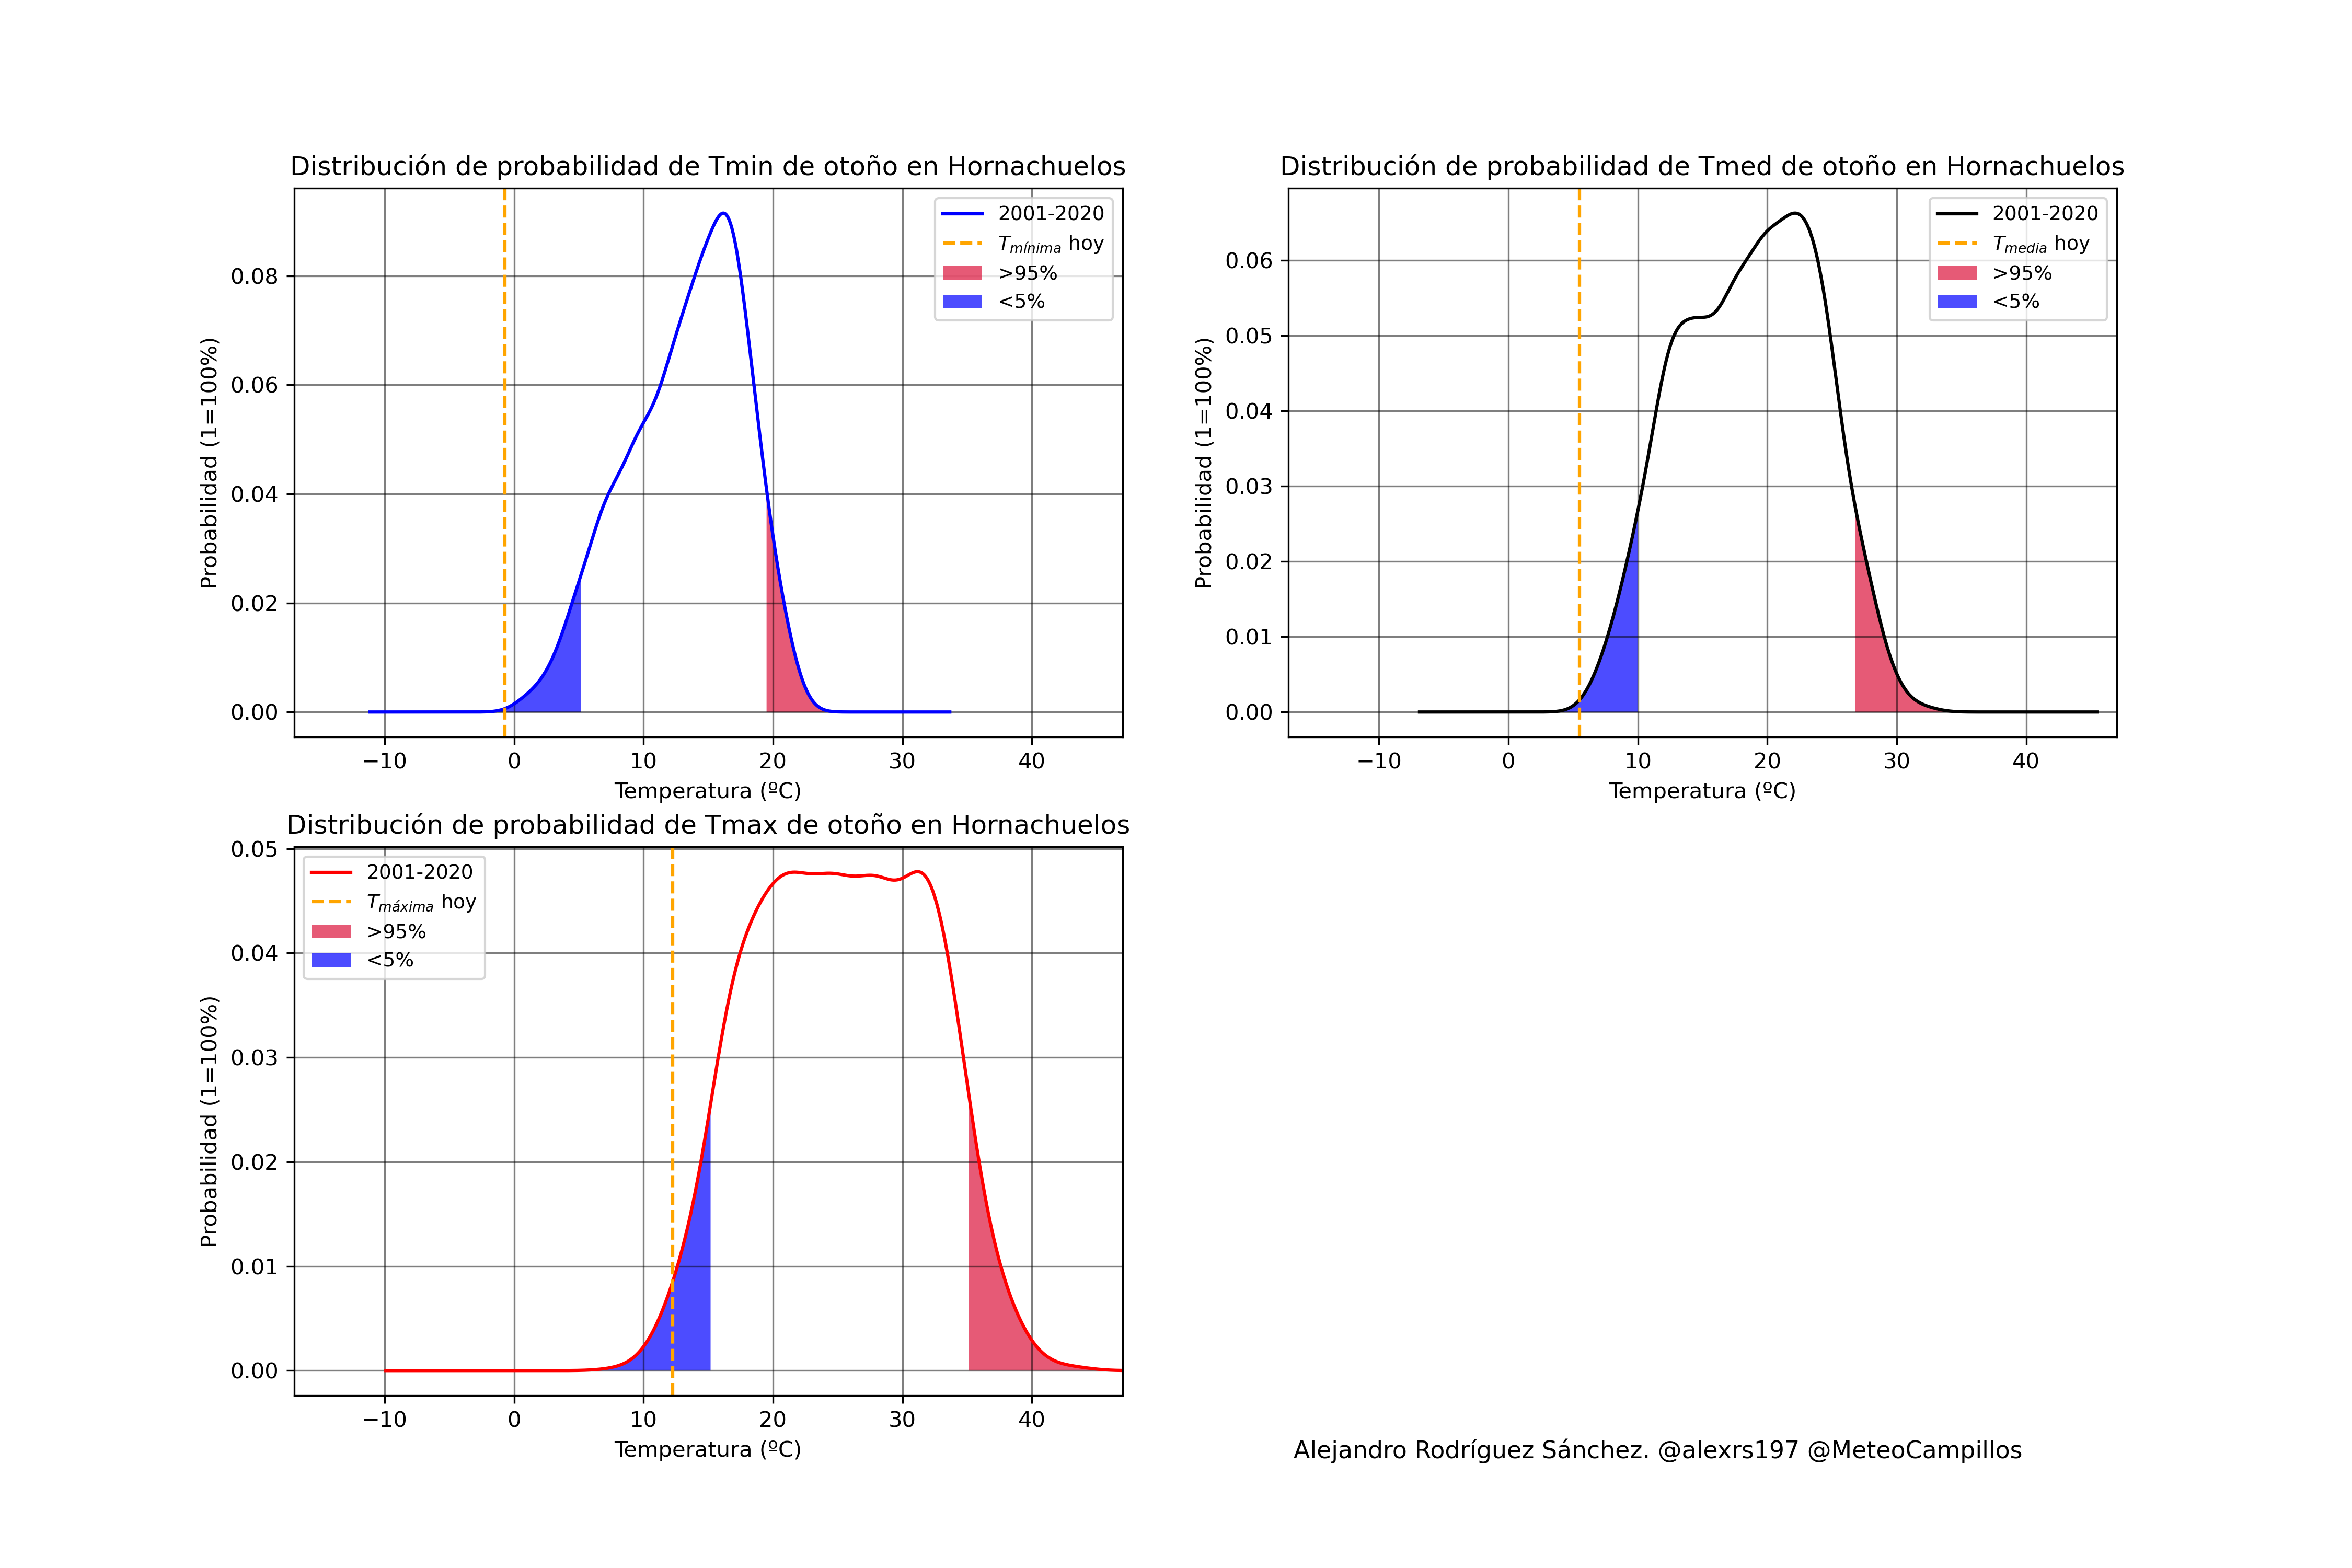 Distribución de probabilidad de Tmin de otoño en Hornachuelos
2001-2020
T_mínima hoy
>95%
<5%
Probabilidad (1=100%)
0.08
0.06
0.04
0.02
0.00
−10 0 10 20 30 40
Temperatura (ºC)
Distribución de probabilidad de Tmed de otoño en Hornachuelos
2001-2020
T_media hoy
>95%
<5%
Probabilidad (1=100%)
0.06
0.05
0.04
0.03
0.02
0.01
0.00
−10 0 10 20 30 40
Temperatura (ºC)
Distribución de probabilidad de Tmax de otoño en Hornachuelos
2001-2020
T_máxima hoy
>95%
<5%
Probabilidad (1=100%)
0.05
0.04
0.03
0.02
0.01
0.00
−10 0 10 20 30 40
Temperatura (ºC)
Alejandro Rodríguez Sánchez. @alexrs197 @MeteoCampillos